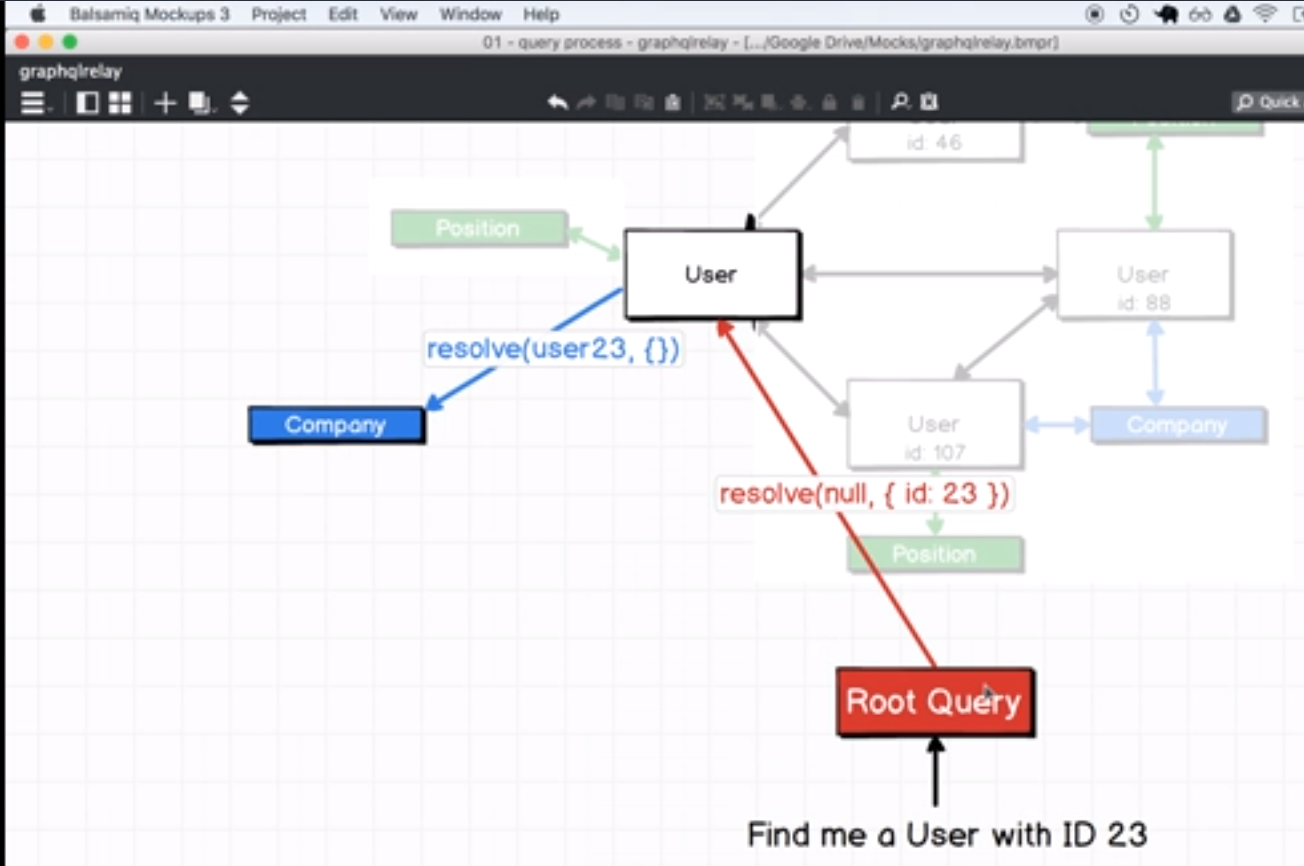 Balsamiq Mockups 3 Project Edit View Window Help
01 - query process - graphqlrelay - [.../Google Drive/Mocks/graphqlrelay.bmpr]
graphqlrelay
Quick
User
id: 46
Position
User
User
id: 88
resolve(user23, {})
Company
User
id: 107
Company
resolve(null, { id: 23 })
Position
Root Query
Find me a User with ID 23